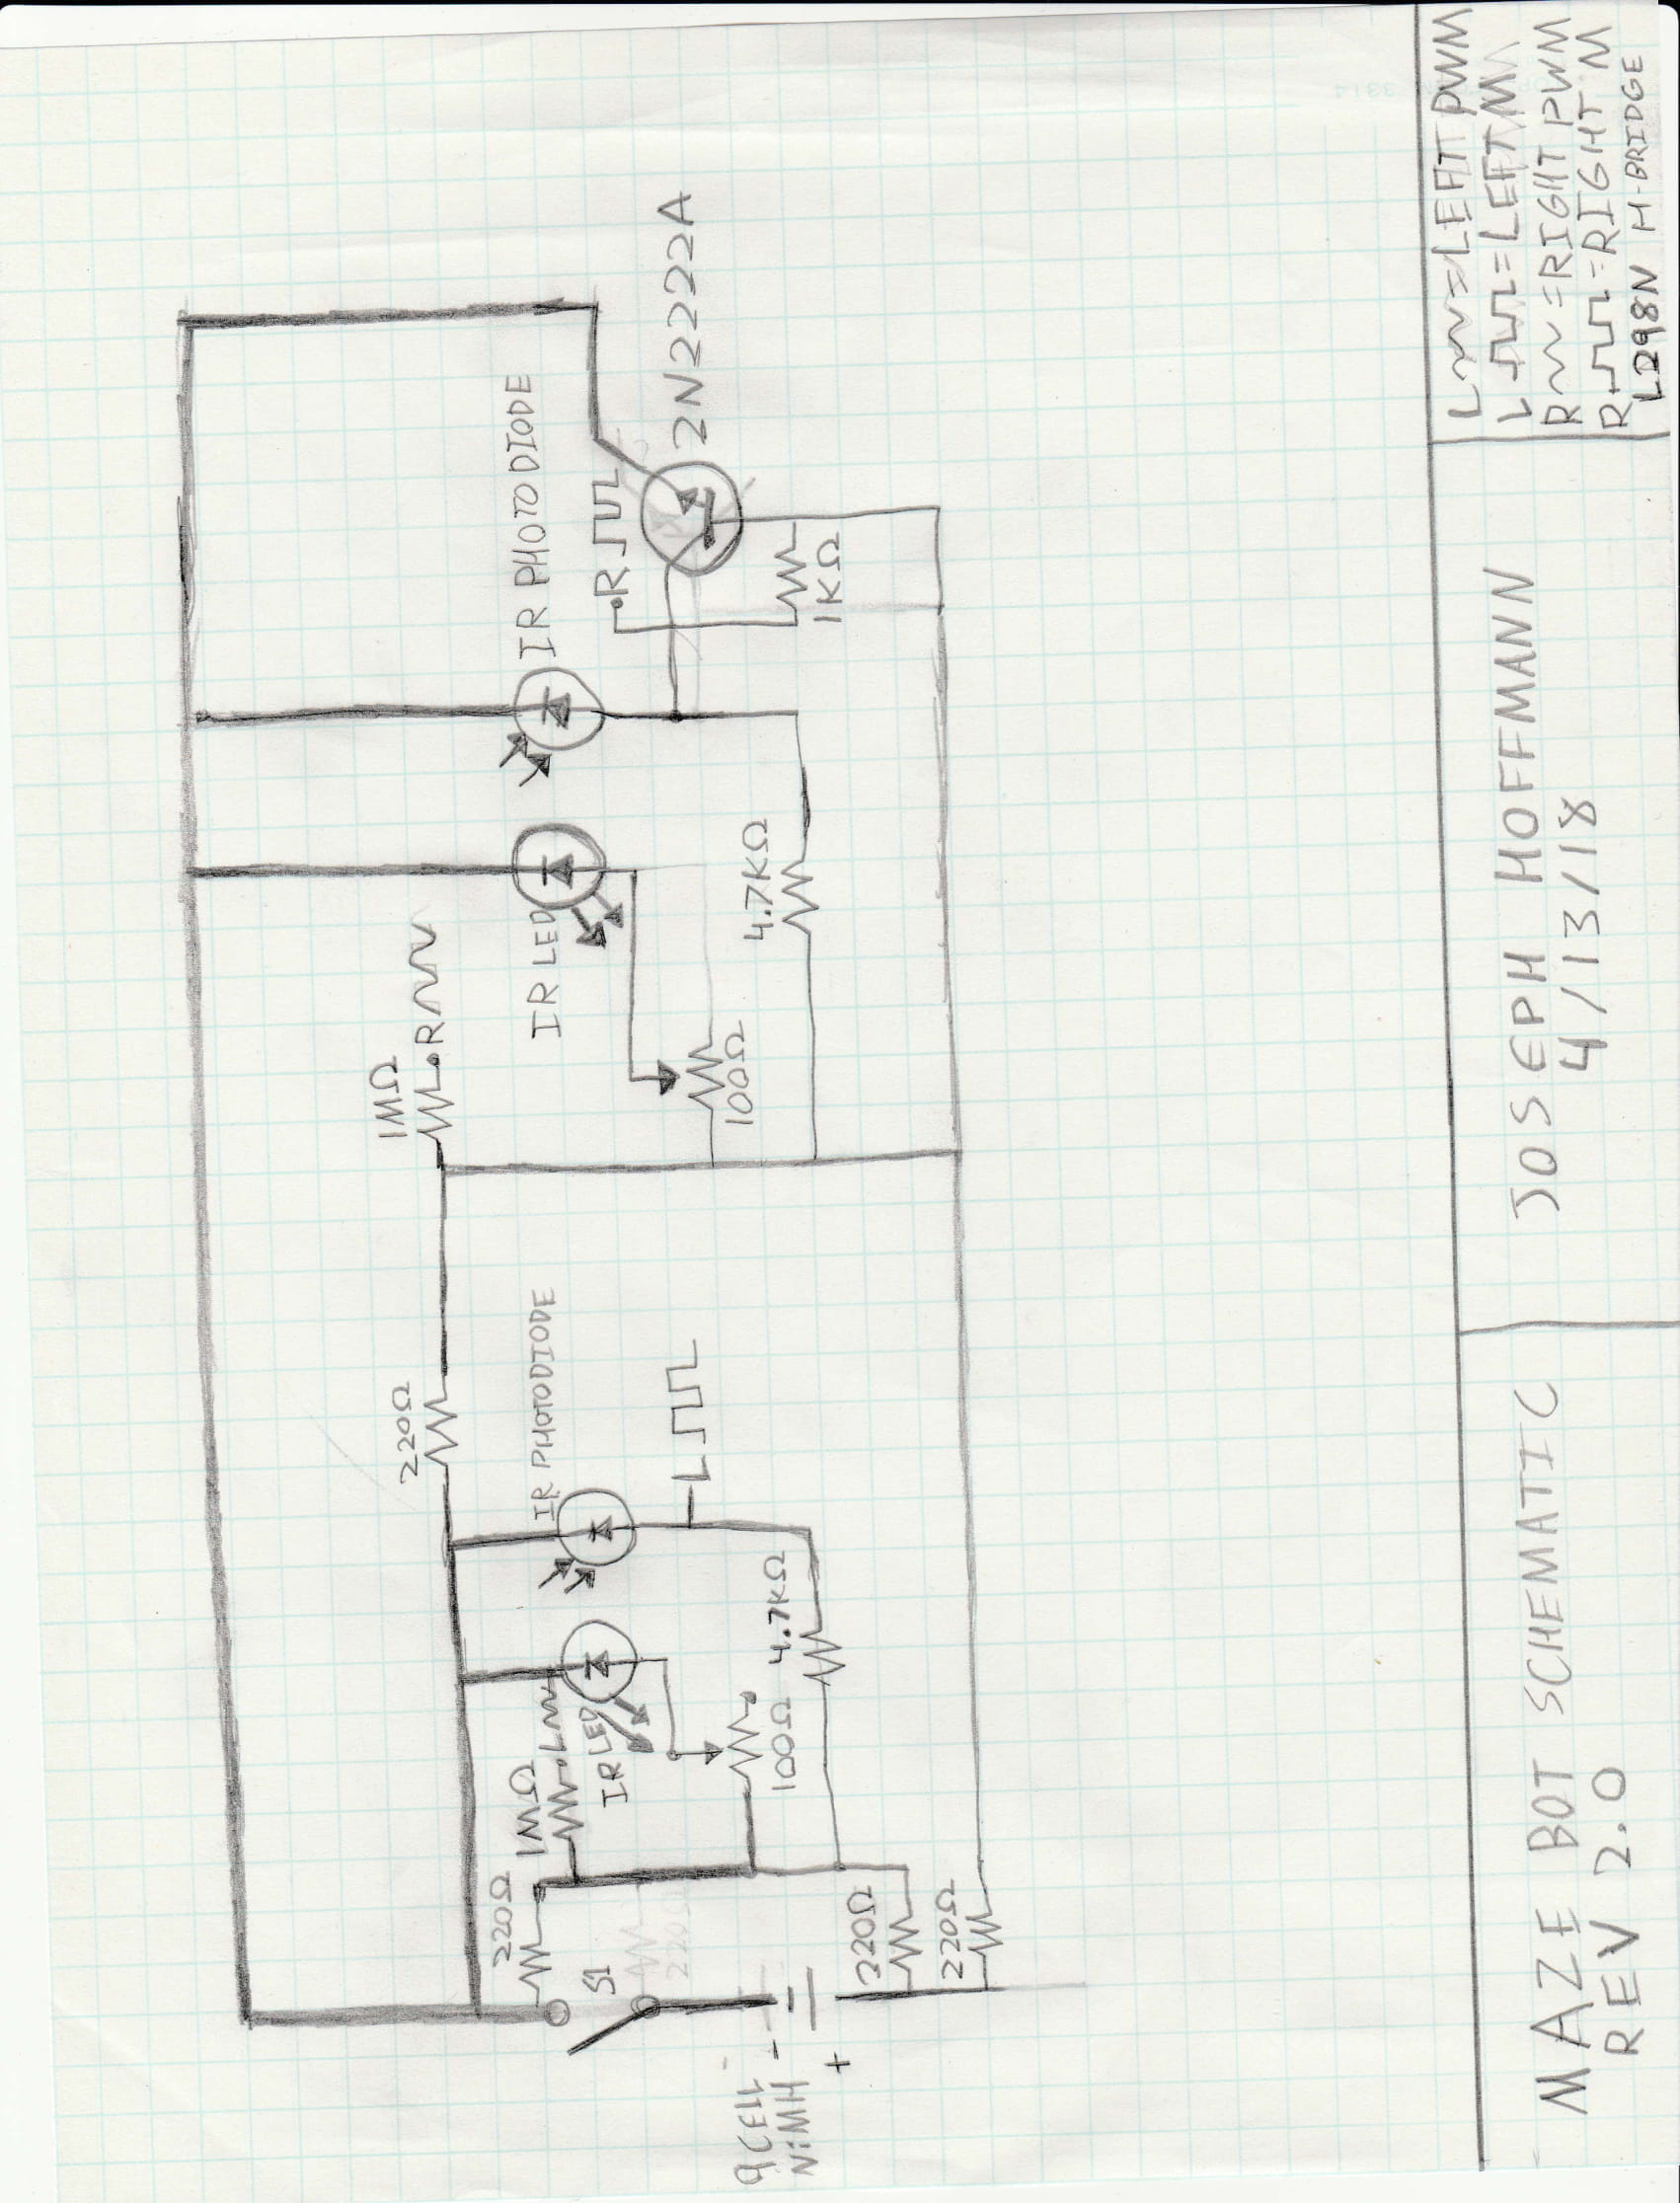 220Ω
1MΩ
R
220Ω
1MΩ
L
IR LED
IR PHOTODIODE
IR LED
IR PHOTODIODE
S1
220Ω
R
L
2N2222A
9 CELL
NiMH
-
+
100Ω
4.7KΩ
100Ω
4.7KΩ
1KΩ
220Ω
220Ω
MAZE BOT SCHEMATIC
REV 2.0
JOSEPH HOFFMANN
4/13/18
L = LEFT PWM
L = LEFT M
R = RIGHT PWM
R = RIGHT M
L298N H-BRIDGE